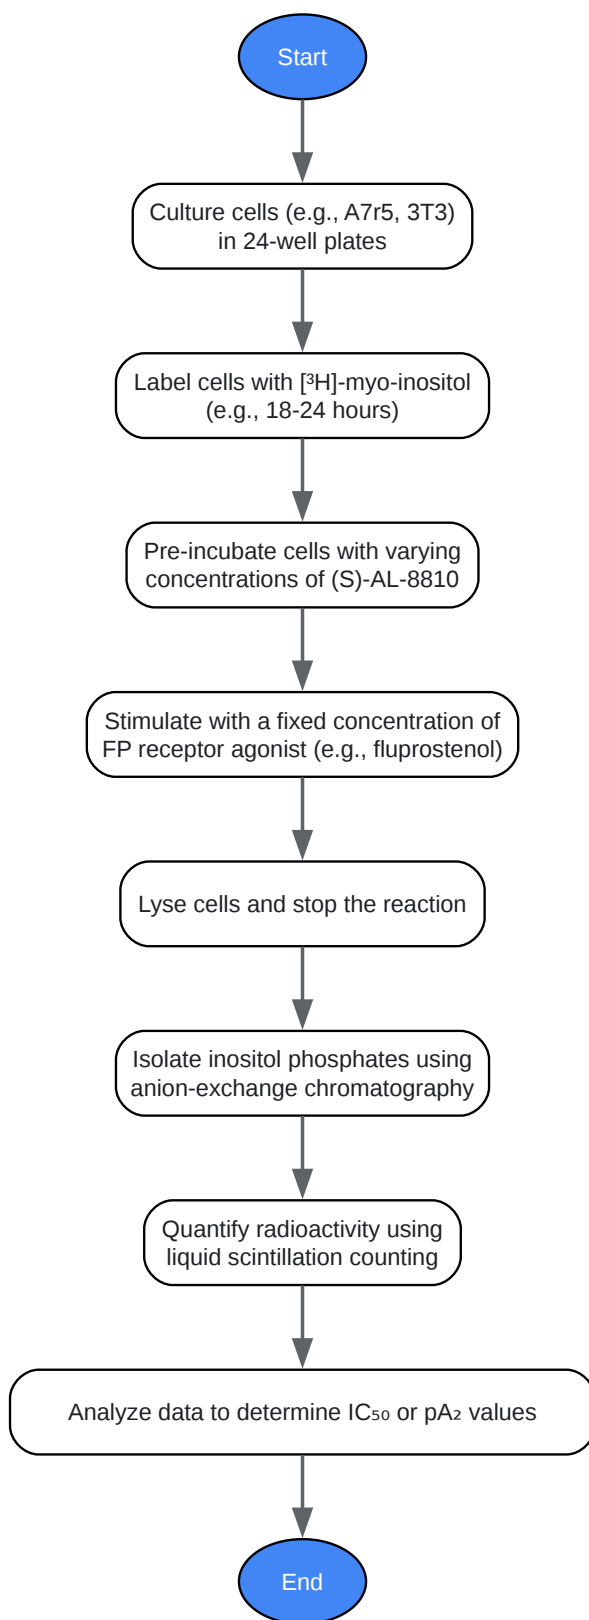 Start
Culture cells (e.g., A7r5, 3T3)
in 24-well plates
Label cells with [³H]-myo-inositol
(e.g., 18-24 hours)
Pre-incubate cells with varying
concentrations of (S)-AL-8810
Stimulate with a fixed concentration of
FP receptor agonist (e.g., fluprostenol)
Lyse cells and stop the reaction
Isolate inositol phosphates using
anion-exchange chromatography
Quantify radioactivity using
liquid scintillation counting
Analyze data to determine IC₅₀ or pA₂ values
End